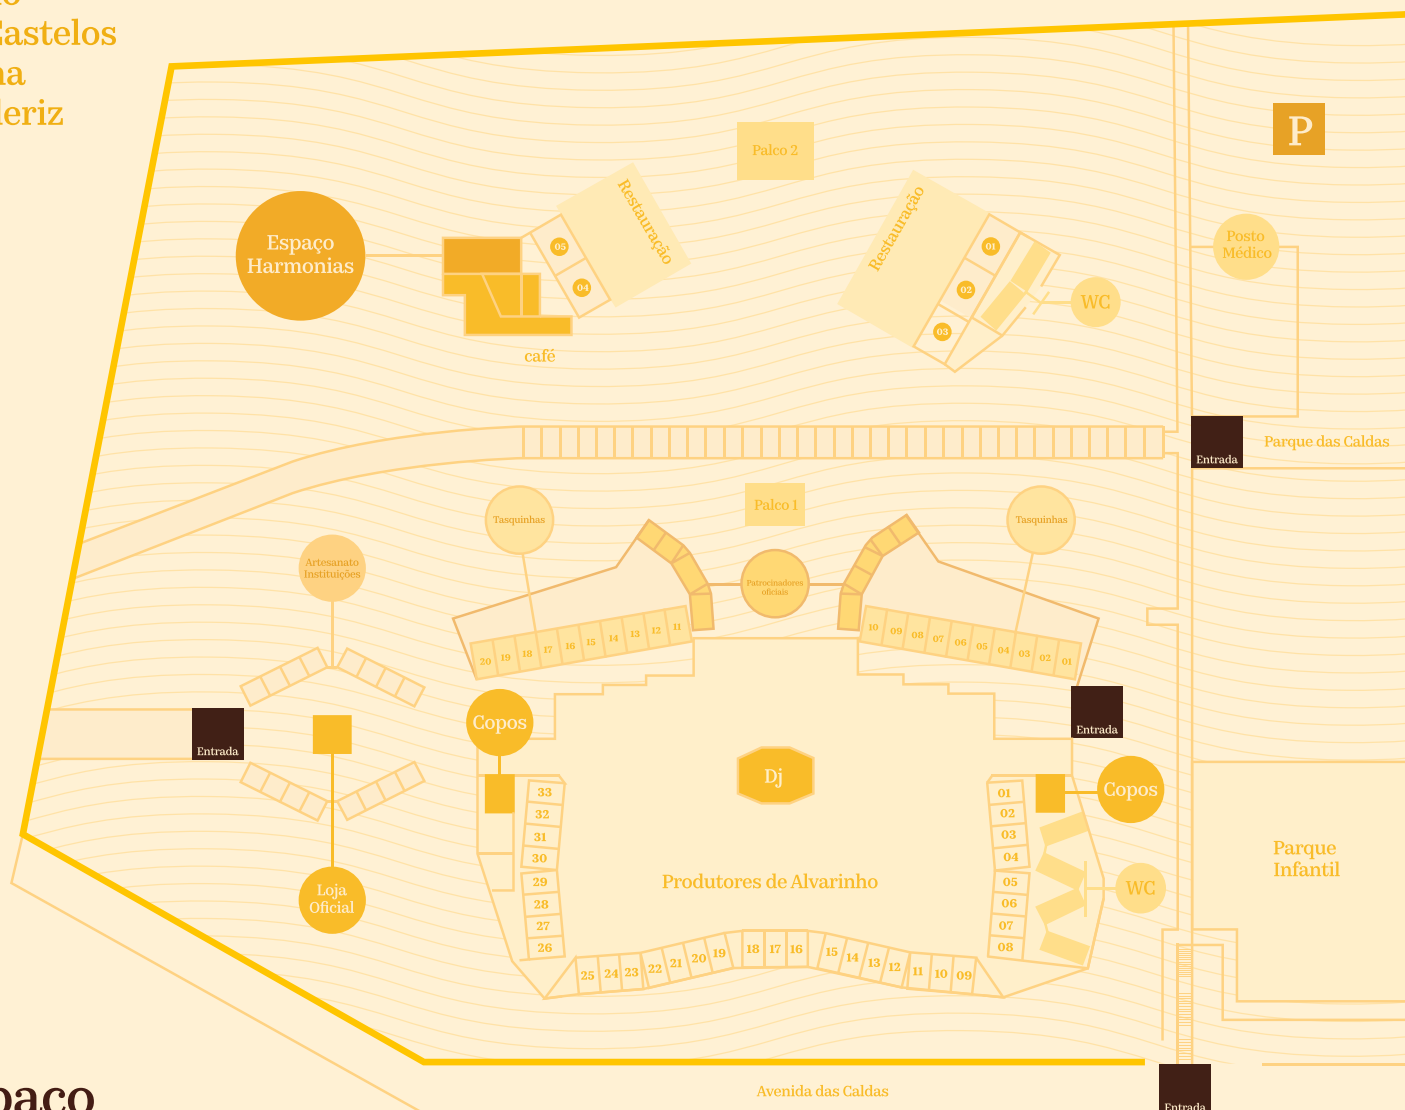 Castelos
Palco 2
P
Restauração
Restauração
Espaço
Harmonias
05
04
01
02
03
WC
Posto
Médico
café
Entrada
Parque das Caldas
Palco 1
Tasquinhas
Tasquinhas
Artesanato
Instituições
Patrocinadores
oficiais
20 19 18 17 16 15 14 13 12 11
10 09 08 07 06 05 04 03 02 01
Copos
Entrada
Entrada
Dj
Copos
33
32
31
30
29
28
27
26
01
02
03
04
05
06
07
08
Produtores de Alvarinho
WC
Parque
Infantil
Loja
Oficial
25 24 23 22 21 20 19 18 17 16 15 14 13 12 11 10 09
Avenida das Caldas
Entrada